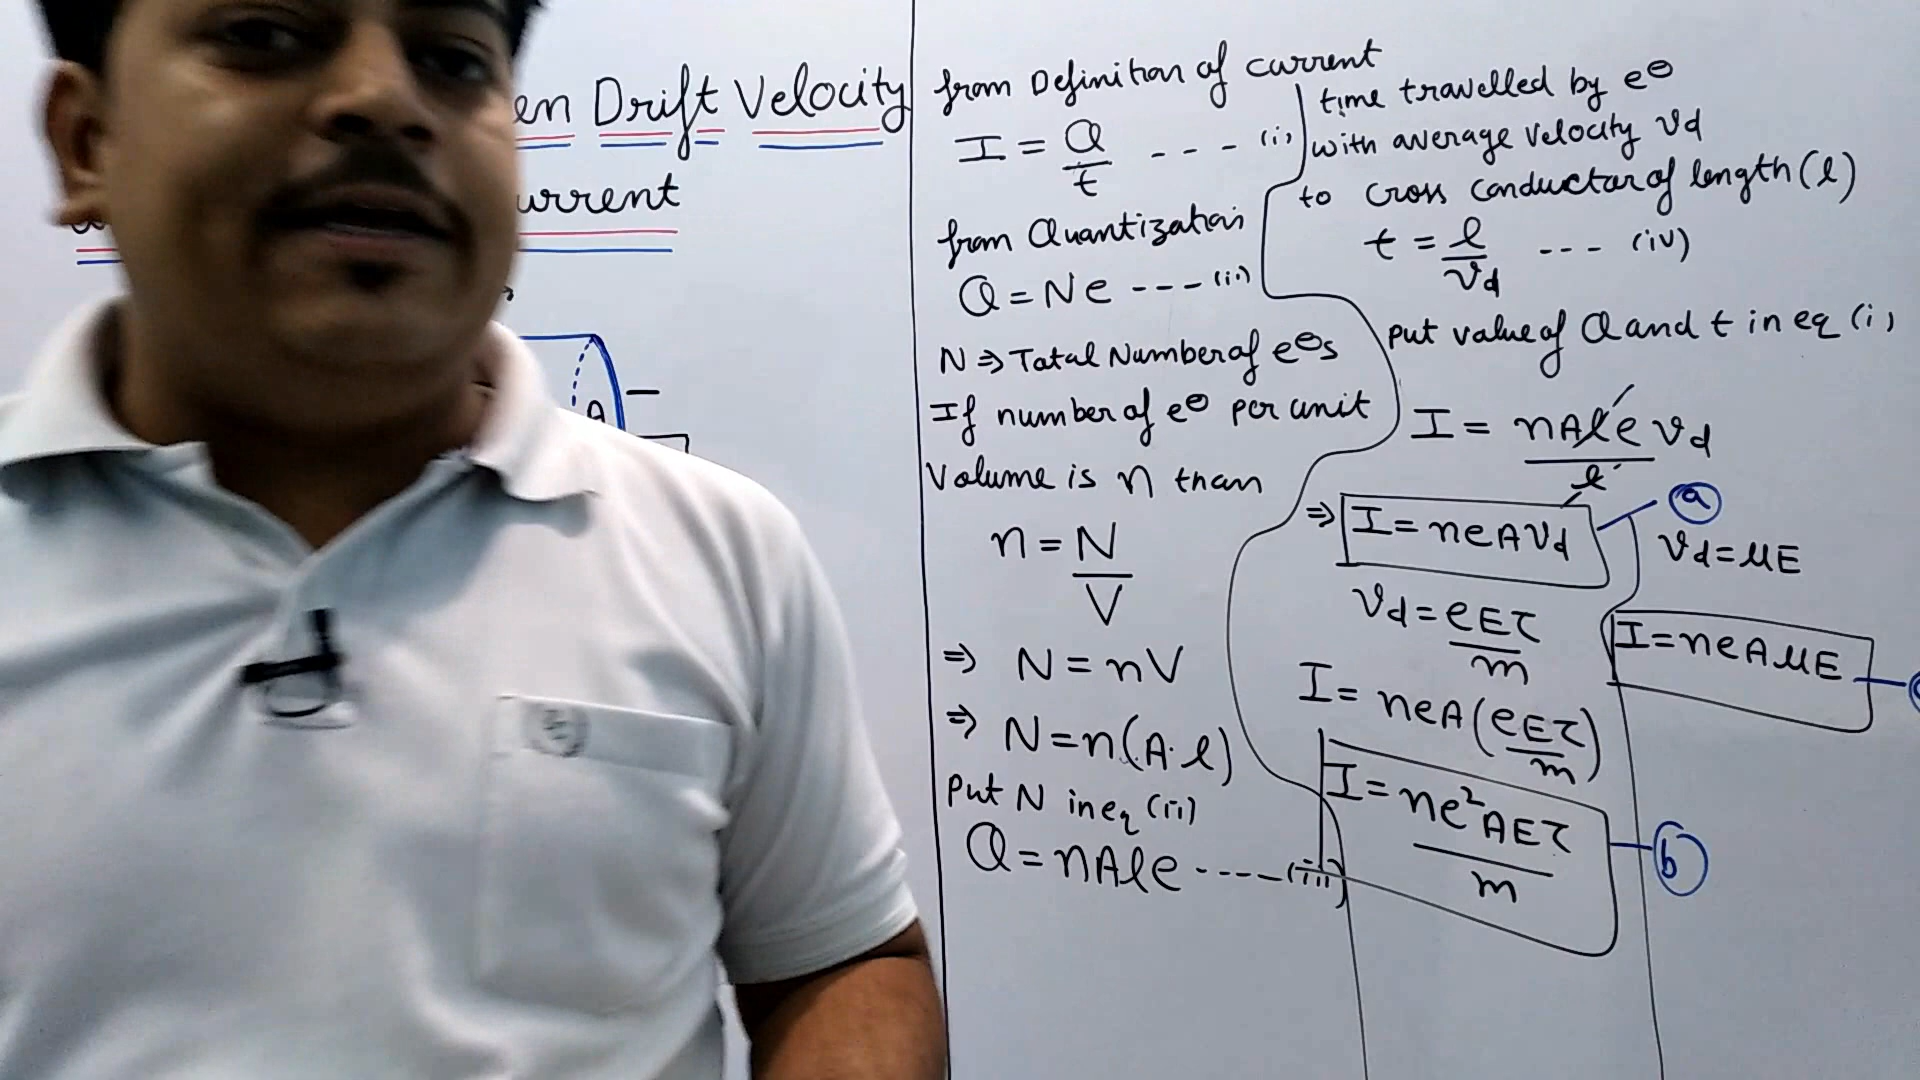 en Drift Velocity
urrent
A
from Definition of current
I = Q/t - - - (i)
from Quantization
Q = Ne - - - - (ii)
N ⇒ Total Number of e⊖s
If number of e⊖ per unit
Volume is n than
n = N/V
⇒ N = nV
⇒ N = n(A·l)
Put N in eq (ii)
Q = nAle - - - - - (iii)
time travelled by e⊖
with average velocity vd
to cross conductor of length (l)
t = l/vd - - - (iv)
put value of Q and t in eq (i)
I = nAle vd/l
⇒ I = neAvd
a
vd = μE
vd = eEτ/m
I = neAμE
I = neA(eEτ/m)
I = ne²AEτ/m
b